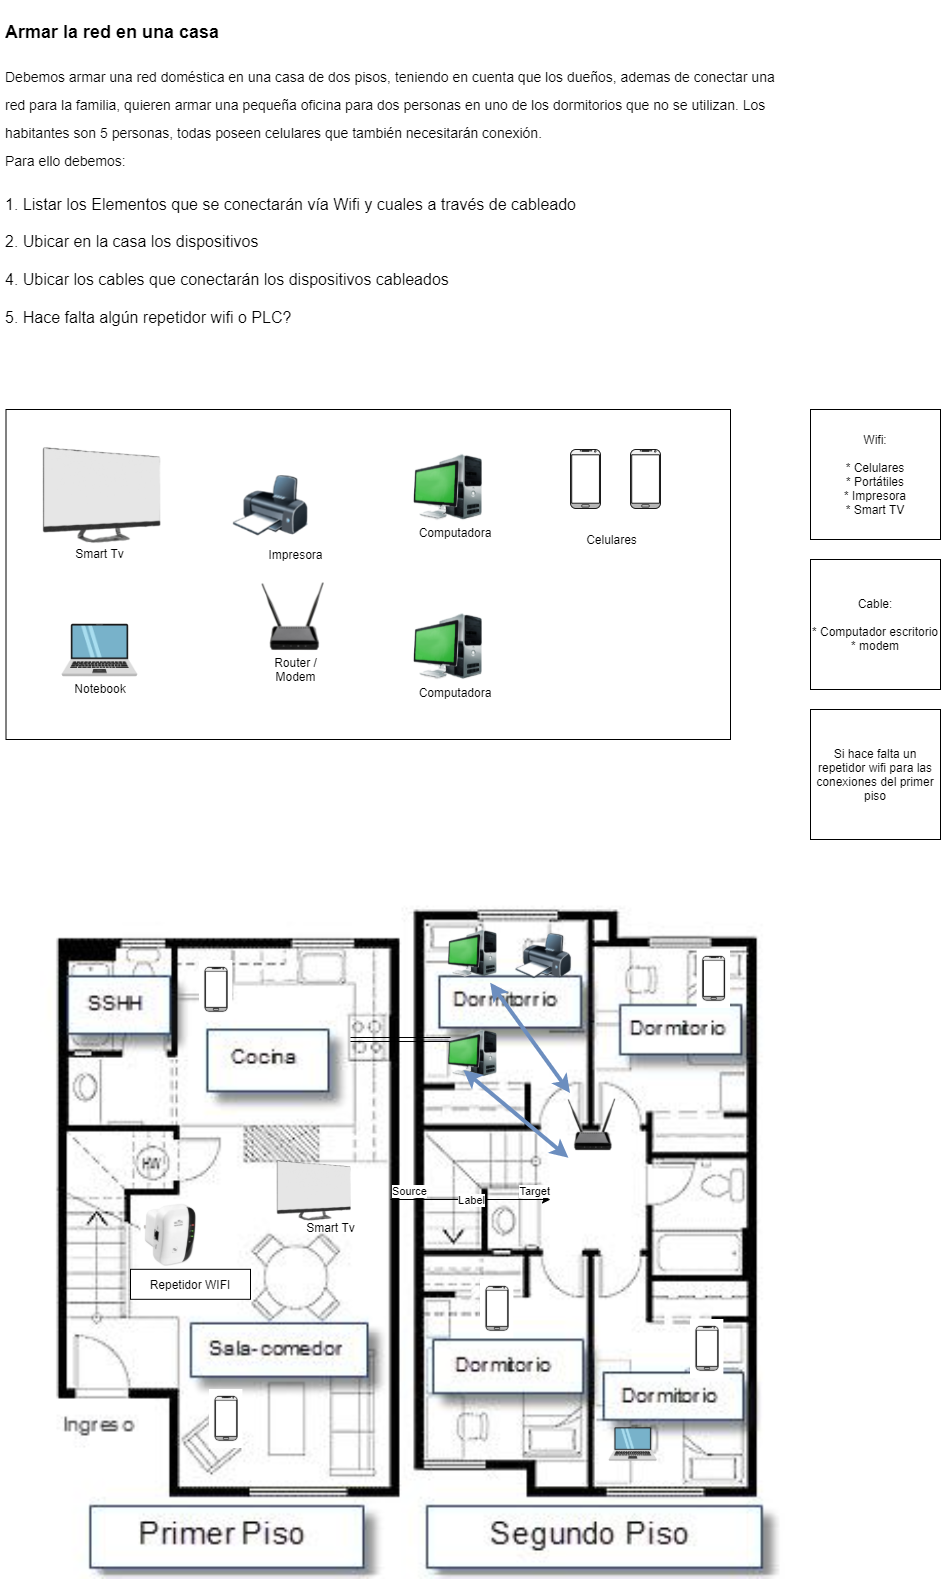 Armar la red en una casa
Debemos armar una red doméstica en una casa de dos pisos, teniendo en cuenta que los dueños, ademas de conectar una
red para la familia, quieren armar una pequeña oficina para dos personas en uno de los dormitorios que no se utilizan. Los
habitantes son 5 personas, todas poseen celulares que también necesitarán conexión.
Para ello debemos:
1. Listar los Elementos que se conectarán vía Wifi y cuales a través de cableado
2. Ubicar en la casa los dispositivos
4. Ubicar los cables que conectarán los dispositivos cableados
5. Hace falta algún repetidor wifi o PLC?
Smart Tv
Impresora
Computadora
Celulares
Notebook
Router /
Modem
Computadora
Wifi:
* Celulares
* Portátiles
* Impresora
* Smart TV
Cable:
* Computador escritorio
* modem
Si hace falta un
repetidor wifi para las
conexiones del primer
piso
SSHH
Cocina
HW
Smart Tv
Repetidor WIFI
Sala-comedor
Ingreso
Primer Piso
Dormitorrio
Dormitorio
Source
Label
Target
Dormitorio
Dormitorio
Segundo Piso